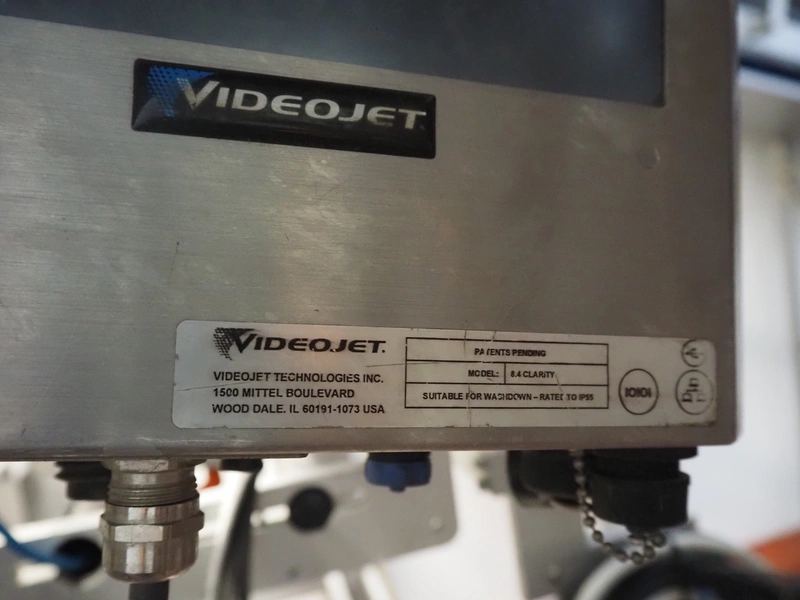 VIDEOJET
VIDEOJET.
VIDEOJET TECHNOLOGIES INC.
1500 MITTEL BOULEVARD
WOOD DALE. IL 60191-1073 USA
PATENTS PENDING
MODEL: 8.4 CLARITY
SUITABLE FOR WASHDOWN – RATED TO IP55
IOIOI